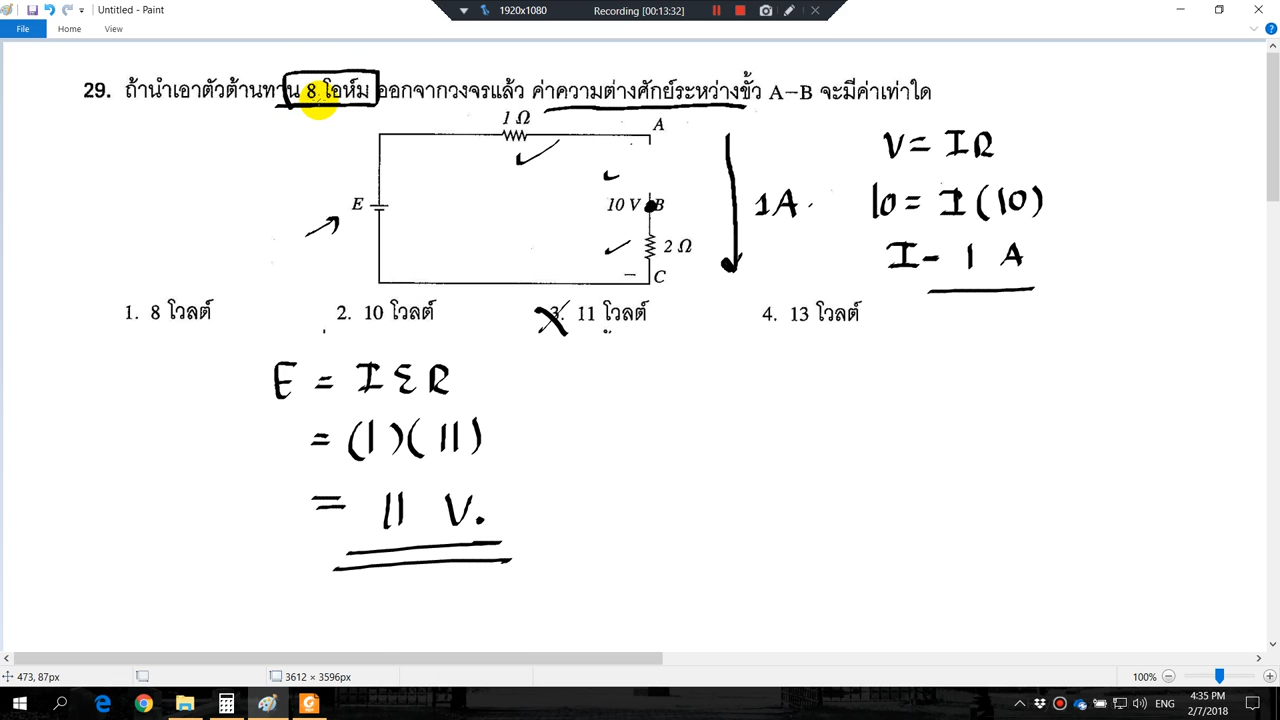 Untitled - Paint
1920x1080
Recording [00:13:32]
File
Home
View
29. ถ้านำเอาตัวต้านทาน 8 โอห์ม ออกจากวงจรแล้ว ค่าความต่างศักย์ระหว่างขั้ว A–B จะมีค่าเท่าใด
1 Ω
A
E
10 V
B
2 Ω
–
C
1A
V = IR
10 = I(10)
I - 1 A
1. 8 โวลต์
2. 10 โวลต์
3. 11 โวลต์
4. 13 โวลต์
E = I Σ R
= (1)(11)
= 11 V.
473, 87px
3612 × 3596px
100%
ENG
4:35 PM
2/7/2018